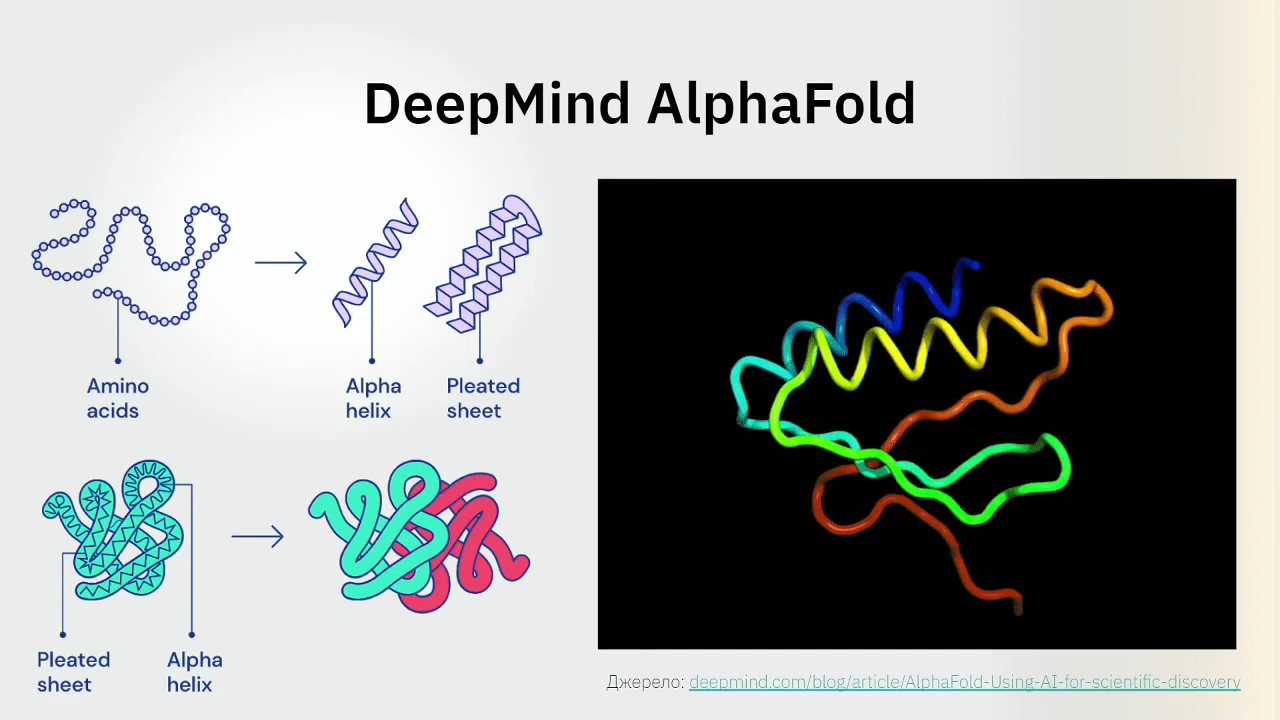 DeepMind AlphaFold
Amino
acids
Alpha
helix
Pleated
sheet
Pleated
sheet
Alpha
helix
Джерело: deepmind.com/blog/article/AlphaFold-Using-AI-for-scientific-discovery